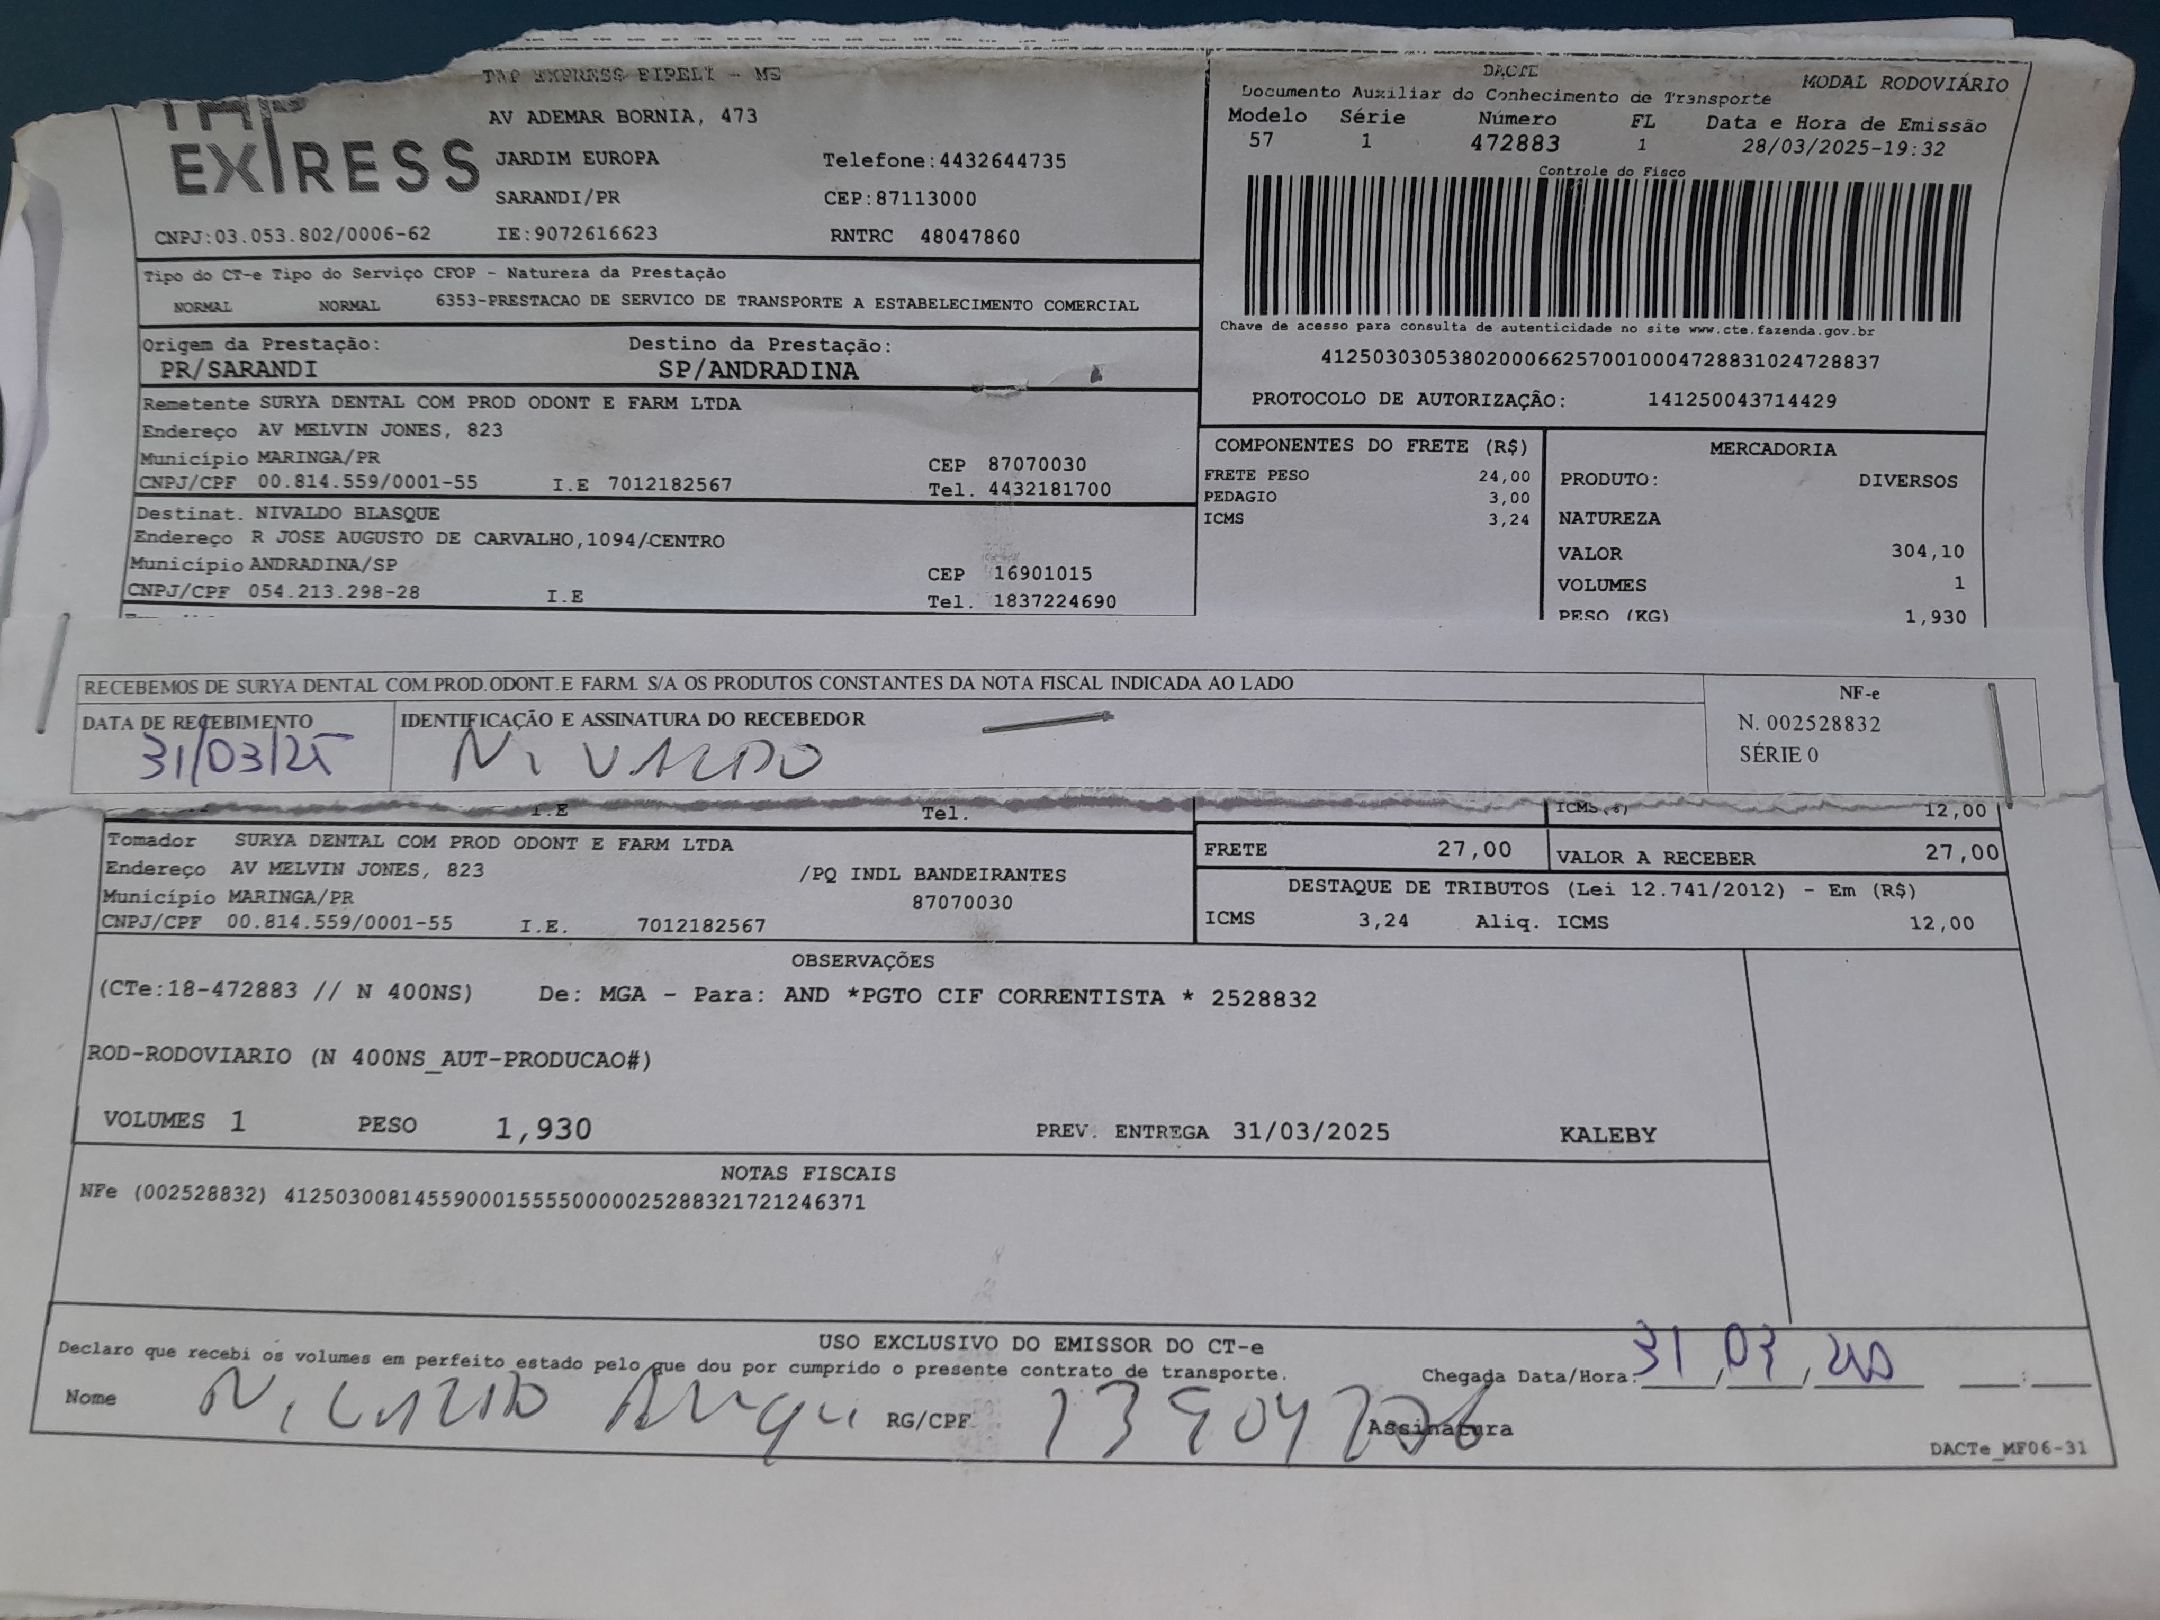 TAP EXPRESS EIRELI - ME
AV ADEMAR BORNIA, 473
TAP EXPRESS
JARDIM EUROPA Telefone:4432644735
SARANDI/PR CEP:87113000
CNPJ:03.053.802/0006-62 IE:9072616623 RNTRC 48047860
DACTE MODAL RODOVIÁRIO
Documento Auxiliar do Conhecimento de Transporte
Modelo Série Número FL Data e Hora de Emissão
57 1 472883 1 28/03/2025-19:32
Controle do Fisco
Chave de acesso para consulta de autenticidade no site www.cte.fazenda.gov.br
41250303053802000662570010004728831024728837
PROTOCOLO DE AUTORIZAÇÃO: 141250043714429
Tipo do CT-e Tipo do Serviço CFOP - Natureza da Prestação
NORMAL NORMAL 6353-PRESTACAO DE SERVICO DE TRANSPORTE A ESTABELECIMENTO COMERCIAL
Origem da Prestação: Destino da Prestação:
PR/SARANDI SP/ANDRADINA
Remetente SURYA DENTAL COM PROD ODONT E FARM LTDA
Endereço AV MELVIN JONES, 823
Município MARINGA/PR CEP 87070030
CNPJ/CPF 00.814.559/0001-55 I.E 7012182567 Tel. 4432181700
Destinat. NIVALDO BLASQUE
Endereço R JOSE AUGUSTO DE CARVALHO,1094/CENTRO
Município ANDRADINA/SP CEP 16901015
CNPJ/CPF 054.213.298-28 I.E Tel. 1837224690
COMPONENTES DO FRETE (R$)
FRETE PESO 24,00
PEDAGIO 3,00
ICMS 3,24
MERCADORIA
PRODUTO: DIVERSOS
NATUREZA
VALOR 304,10
VOLUMES 1
PESO (KG) 1,930
RECEBEMOS DE SURYA DENTAL COM.PROD.ODONT.E FARM. S/A OS PRODUTOS CONSTANTES DA NOTA FISCAL INDICADA AO LADO
DATA DE RECEBIMENTO IDENTIFICAÇÃO E ASSINATURA DO RECEBEDOR
31/03/25 NIVALDO
NF-e
N. 002528832
SÉRIE 0
I.E Tel.
ICMS(%) 12,00
Tomador SURYA DENTAL COM PROD ODONT E FARM LTDA
Endereço AV MELVIN JONES, 823 /PQ INDL BANDEIRANTES
Município MARINGA/PR 87070030
CNPJ/CPF 00.814.559/0001-55 I.E. 7012182567
FRETE 27,00 VALOR A RECEBER 27,00
DESTAQUE DE TRIBUTOS (Lei 12.741/2012) - Em (R$)
ICMS 3,24 Aliq. ICMS 12,00
OBSERVAÇÕES
(CTe:18-472883 // N 400NS) De: MGA - Para: AND *PGTO CIF CORRENTISTA * 2528832
ROD-RODOVIARIO (N 400NS_AUT-PRODUCAO#)
VOLUMES 1 PESO 1,930 PREV. ENTREGA 31/03/2025 KALEBY
NOTAS FISCAIS
NFe (002528832) 41250300814559000155550000025288321721246371
USO EXCLUSIVO DO EMISSOR DO CT-e
Declaro que recebi os volumes em perfeito estado pelo que dou por cumprido o presente contrato de transporte. Chegada Data/Hora: 31/03/
Nome RG/CPF Assinatura
DACTe_MF06-31